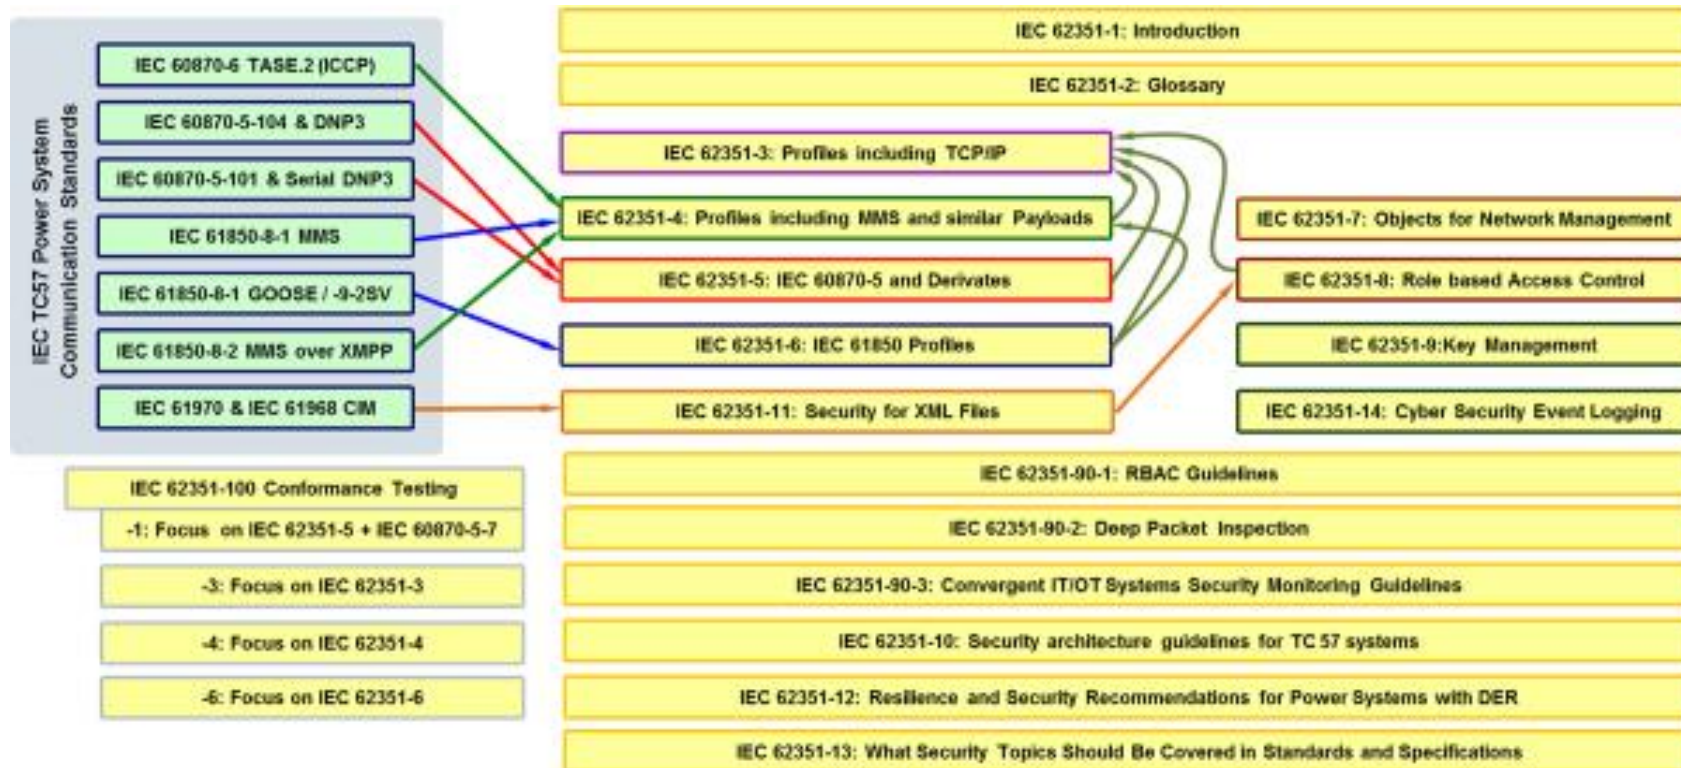 IEC TC57 Power System
Communication Standards
IEC 60870-6 TASE.2 (ICCP)
IEC 60870-5-104 & DNP3
IEC 60870-5-101 & Serial DNP3
IEC 61850-8-1 MMS
IEC 61850-8-1 GOOSE / -9-2SV
IEC 61850-8-2 MMS over XMPP
IEC 61970 & IEC 61968 CIM
IEC 62351-1: Introduction
IEC 62351-2: Glossary
IEC 62351-3: Profiles including TCP/IP
IEC 62351-4: Profiles including MMS and similar Payloads
IEC 62351-5: IEC 60870-5 and Derivates
IEC 62351-6: IEC 61850 Profiles
IEC 62351-11: Security for XML Files
IEC 62351-7: Objects for Network Management
IEC 62351-8: Role based Access Control
IEC 62351-9:Key Management
IEC 62351-14: Cyber Security Event Logging
IEC 62351-100 Conformance Testing
-1: Focus on IEC 62351-5 + IEC 60870-5-7
-3: Focus on IEC 62351-3
-4: Focus on IEC 62351-4
-6: Focus on IEC 62351-6
IEC 62351-90-1: RBAC Guidelines
IEC 62351-90-2: Deep Packet Inspection
IEC 62351-90-3: Convergent IT/OT Systems Security Monitoring Guidelines
IEC 62351-10: Security architecture guidelines for TC 57 systems
IEC 62351-12: Resilience and Security Recommendations for Power Systems with DER
IEC 62351-13: What Security Topics Should Be Covered in Standards and Specifications